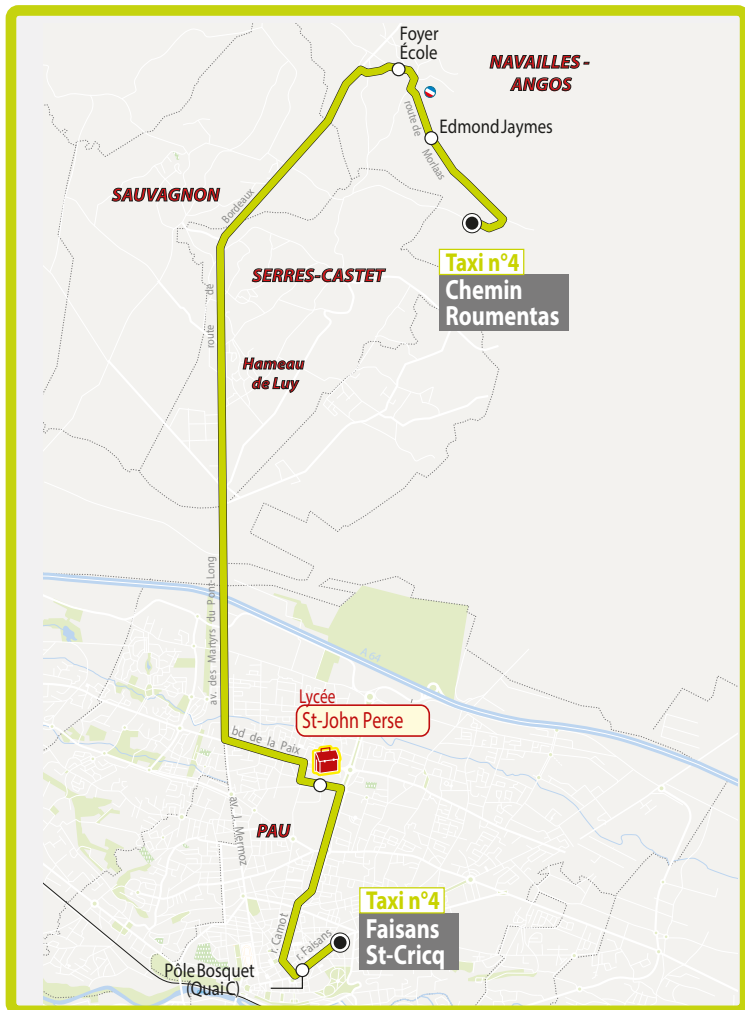 Foyer
École
NAVAILLES -
ANGOS
route de
Morlaas
Edmond Jaymes
SAUVAGNON
Bordeaux
de
route
SERRES-CASTET
Taxi n°4
Chemin
Roumentas
Hameau
de Luy
av. des Martyrs du Pont-Long
A 64
Lycée
St-John Perse
bd de la Paix
av. J. Mermoz
PAU
Taxi n°4
Faisans
St-Cricq
r. Carnot
r. Faisans
Pôle Bosquet
(Quai C)